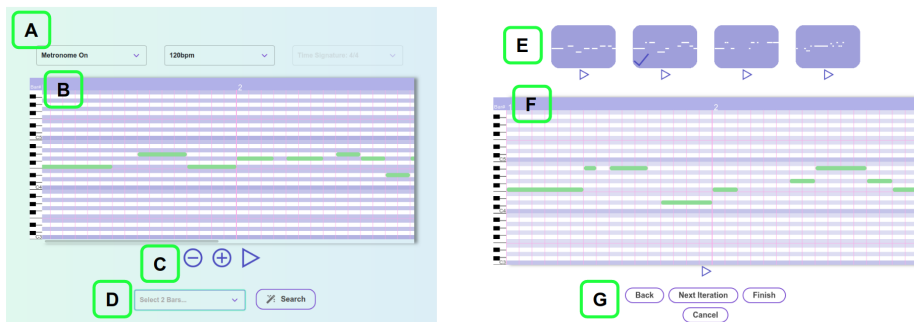 A
Metronome On
120bpm
Time Signature: 4/4
B
2
C
D
Select 2 Bars...
Search
E
F
2
G
Back
Next Iteration
Finish
Cancel